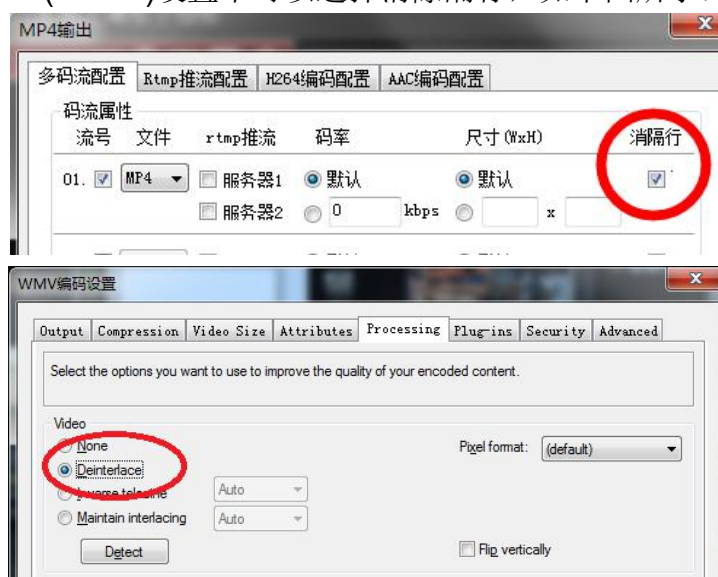 MP4输出
多码流配置 Rtmp推流配置 H264编码配置 AAC编码配置
码流属性
流号 文件 rtmp推流 码率 尺寸(WxH) 消隔行
01. MP4 服务器1 默认 默认
服务器2 0 kbps x
WMV编码设置
Output Compression Video Size Attributes Processing Plug-ins Security Advanced
Select the options you want to use to improve the quality of your encoded content.
Video
None Pixel format: (default)
Deinterlace
Inverse telecine Auto
Maintain interlacing Auto
Detect Flip vertically